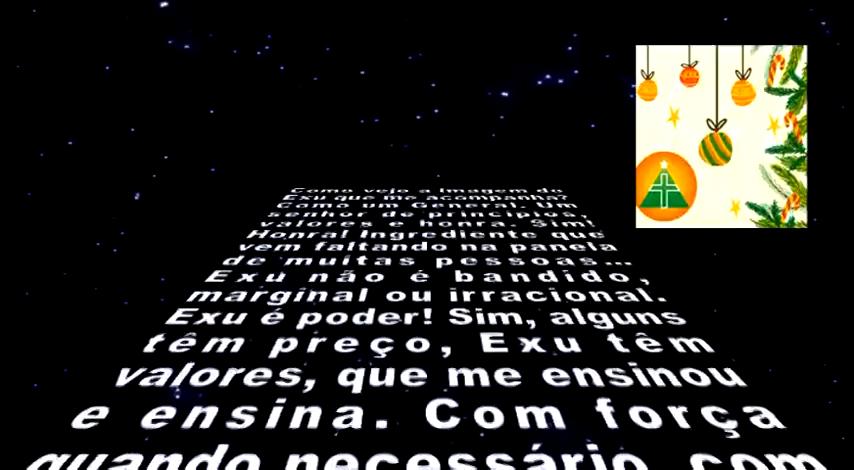 Como vejo a imagem do
Exu que me acompanha?
Como um General. Um
senhor de princípios,
valores e honra. Sim!
Honra! Ingrediente que
vem faltando na panela
de muitas pessoas...
Exu não é bandido,
marginal ou irracional.
Exu é poder! Sim, alguns
têm preço, Exu têm
valores, que me ensinou
e ensina. Com força
quando necessário, com